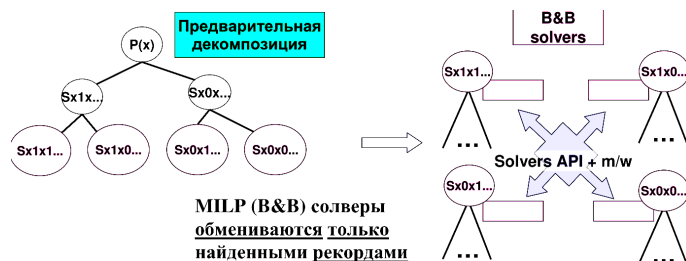 Предварительная
декомпозиция
P(x)
Sx1x...
Sx0x...
Sx1x1...
Sx1x0...
Sx0x1...
Sx0x0...
MILP (B&B) солверы
обмениваются только
найденными рекордами
B&B
solvers
Sx1x1...
Sx1x0...
...
...
Solvers API + m/w
Sx0x1...
Sx0x0...
...
...